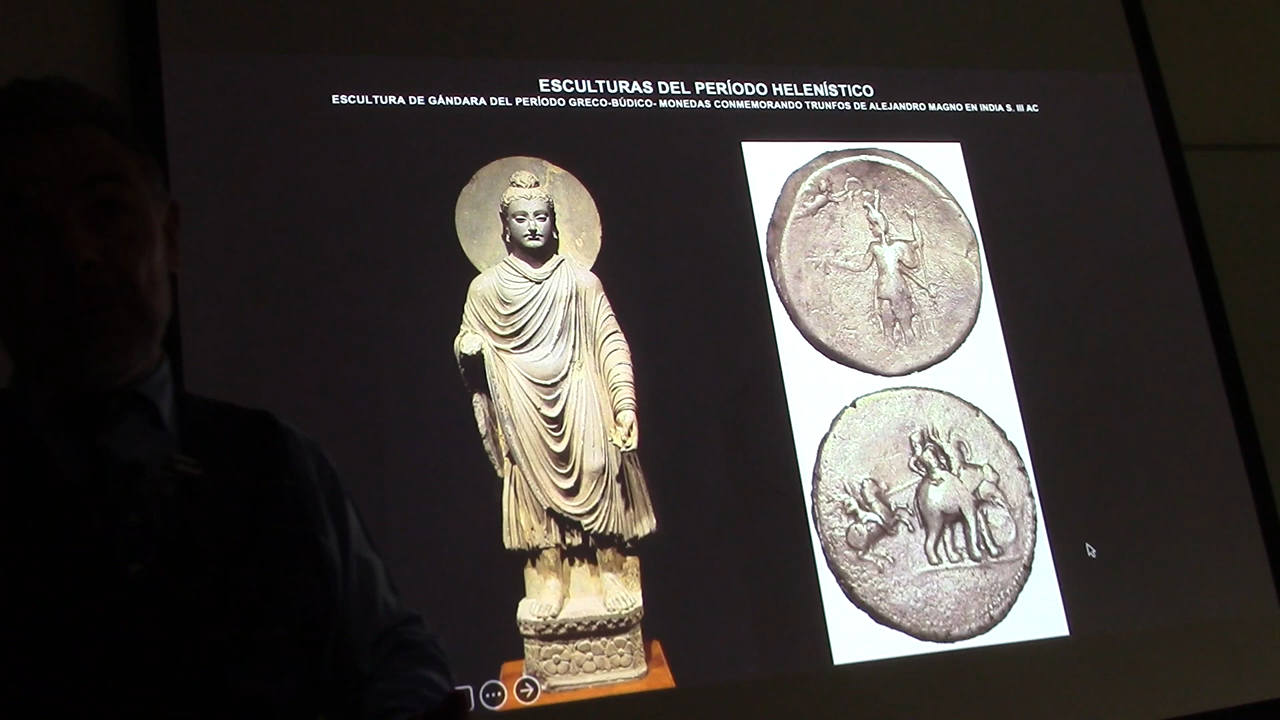 ESCULTURAS DEL PERÍODO HELENÍSTICO
ESCULTURA DE GÂNDARA DEL PERÍODO GRECO-BÚDICO- MONEDAS CONMEMORANDO TRUNFOS DE ALEJANDRO MAGNO EN INDIA S. III AC